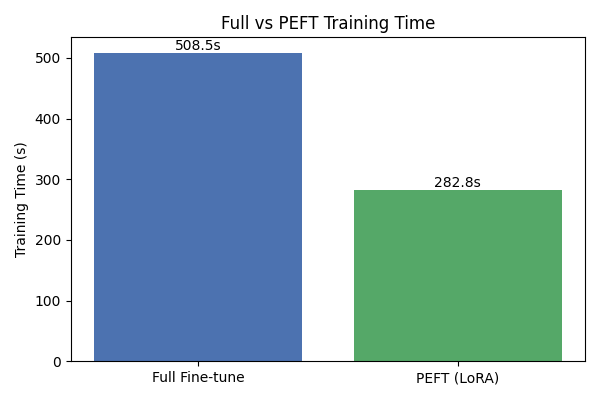 Full vs PEFT Training Time
508.5s
282.8s
Training Time (s)
500
400
300
200
100
0
Full Fine-tune
PEFT (LoRA)